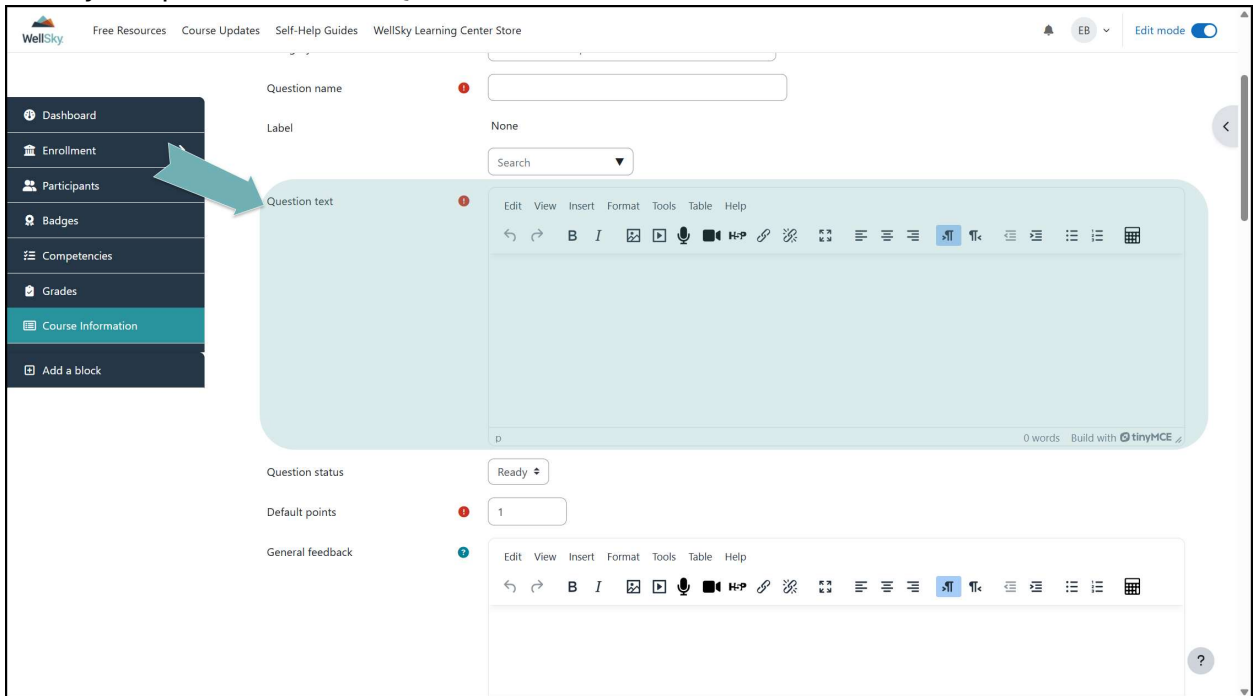 WellSky
Free Resources Course Updates Self-Help Guides WellSky Learning Center Store
EB
Edit mode
Dashboard
Enrollment
Participants
Badges
Competencies
Grades
Course Information
Add a block
Question name
Label
None
Search
Question text
Edit View Insert Format Tools Table Help
B I H-P
p
0 words Build with tinyMCE
Question status
Ready
Default points
1
General feedback
Edit View Insert Format Tools Table Help
B I H-P
?